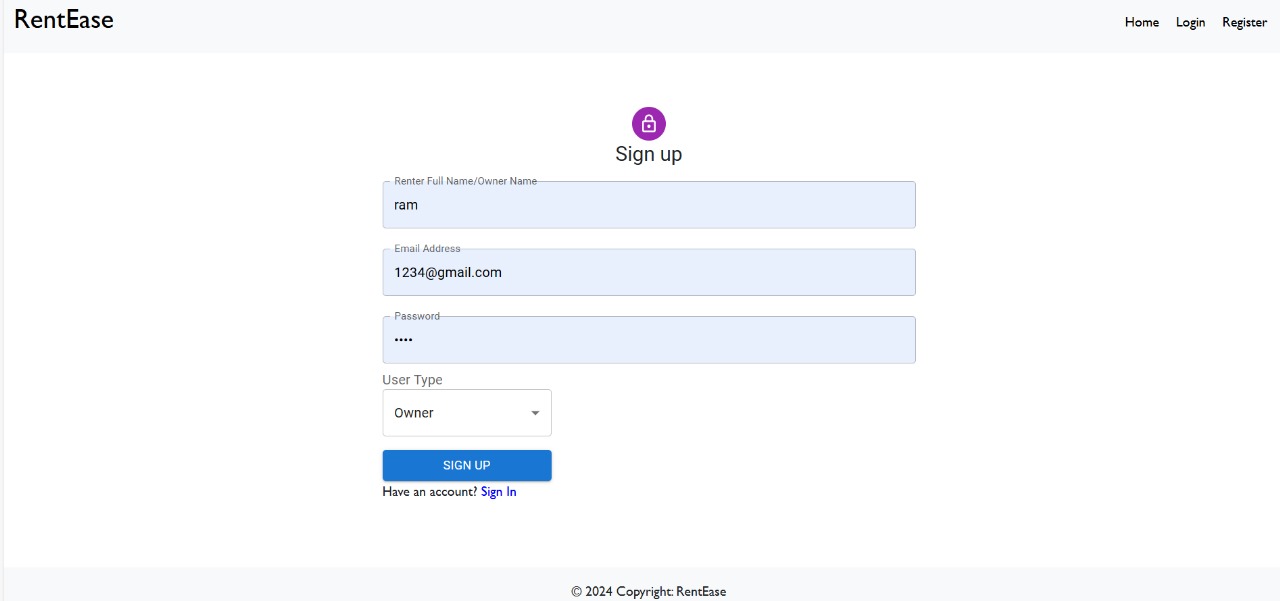 RentEase
Home Login Register
Sign up
Renter Full Name/Owner Name
ram
Email Address
1234@gmail.com
Password
••••
User Type
Owner
SIGN UP
Have an account? Sign In
© 2024 Copyright: RentEase